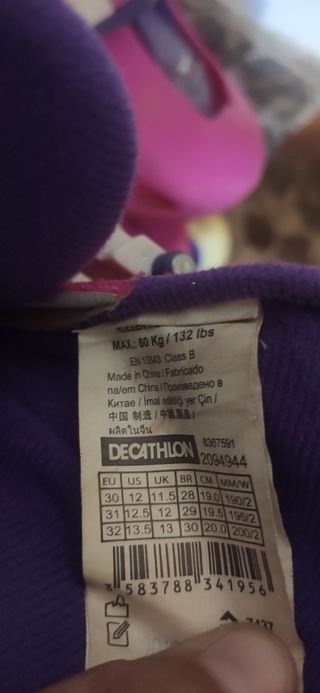 MAX.: 60 Kg / 132 lbs
EN 13843 Class B
Made in China / Fabricado
na/em China / Произведено в
Китае / İmal edildiği yer Çin /
中国 制造 / 中國製造 /
ผลิตในจีน
DECATHLON 8367591
2094944
EU US UK BR CM MM/W
30 12 11.5 28 19.0 190/2
31 12.5 12 29 19.5 195/2
32 13.5 13 30 20.0 200/2
583788 341956